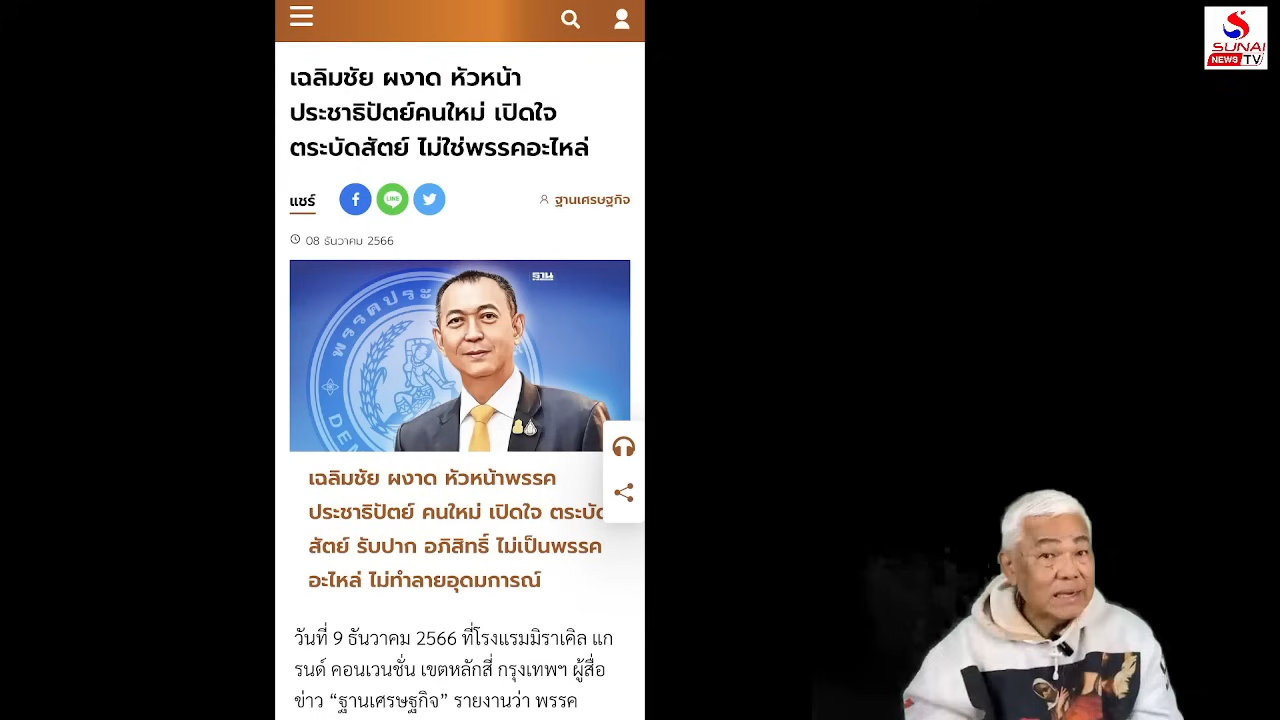 SUNAI
NEWS TV
เฉลิมชัย ผงาด หัวหน้า
ประชาธิปัตย์คนใหม่ เปิดใจ
ตระบัดสัตย์ ไม่ใช่พรรคอะไหล่
แชร์
LINE
ฐานเศรษฐกิจ
08 ธันวาคม 2566
ฐาน
พรรคประ
DEM
เฉลิมชัย ผงาด หัวหน้าพรรค
ประชาธิปัตย์ คนใหม่ เปิดใจ ตระบัด
สัตย์ รับปาก อภิสิทธิ์ ไม่เป็นพรรค
อะไหล่ ไม่ทำลายอุดมการณ์
วันที่ 9 ธันวาคม 2566 ที่โรงแรมมิราเคิล แก
รนด์ คอนเวนชั่น เขตหลักสี่ กรุงเทพฯ ผู้สื่อ
ข่าว “ฐานเศรษฐกิจ” รายงานว่า พรรค